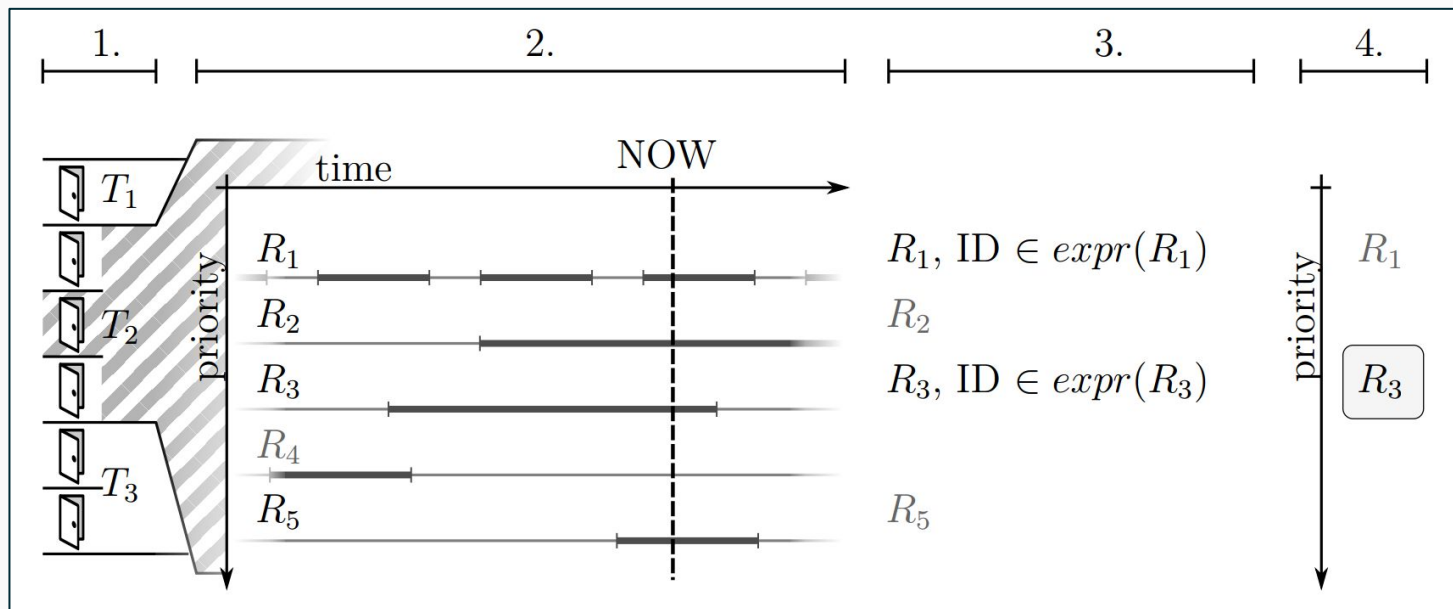 1. 2. 3. 4.
time NOW
T₁
R₁ R₁, ID ∈ expr(R₁) R₁
priority priority
T₂ R₂ R₂
R₃ R₃, ID ∈ expr(R₃) R₃
R₄
T₃
R₅ R₅